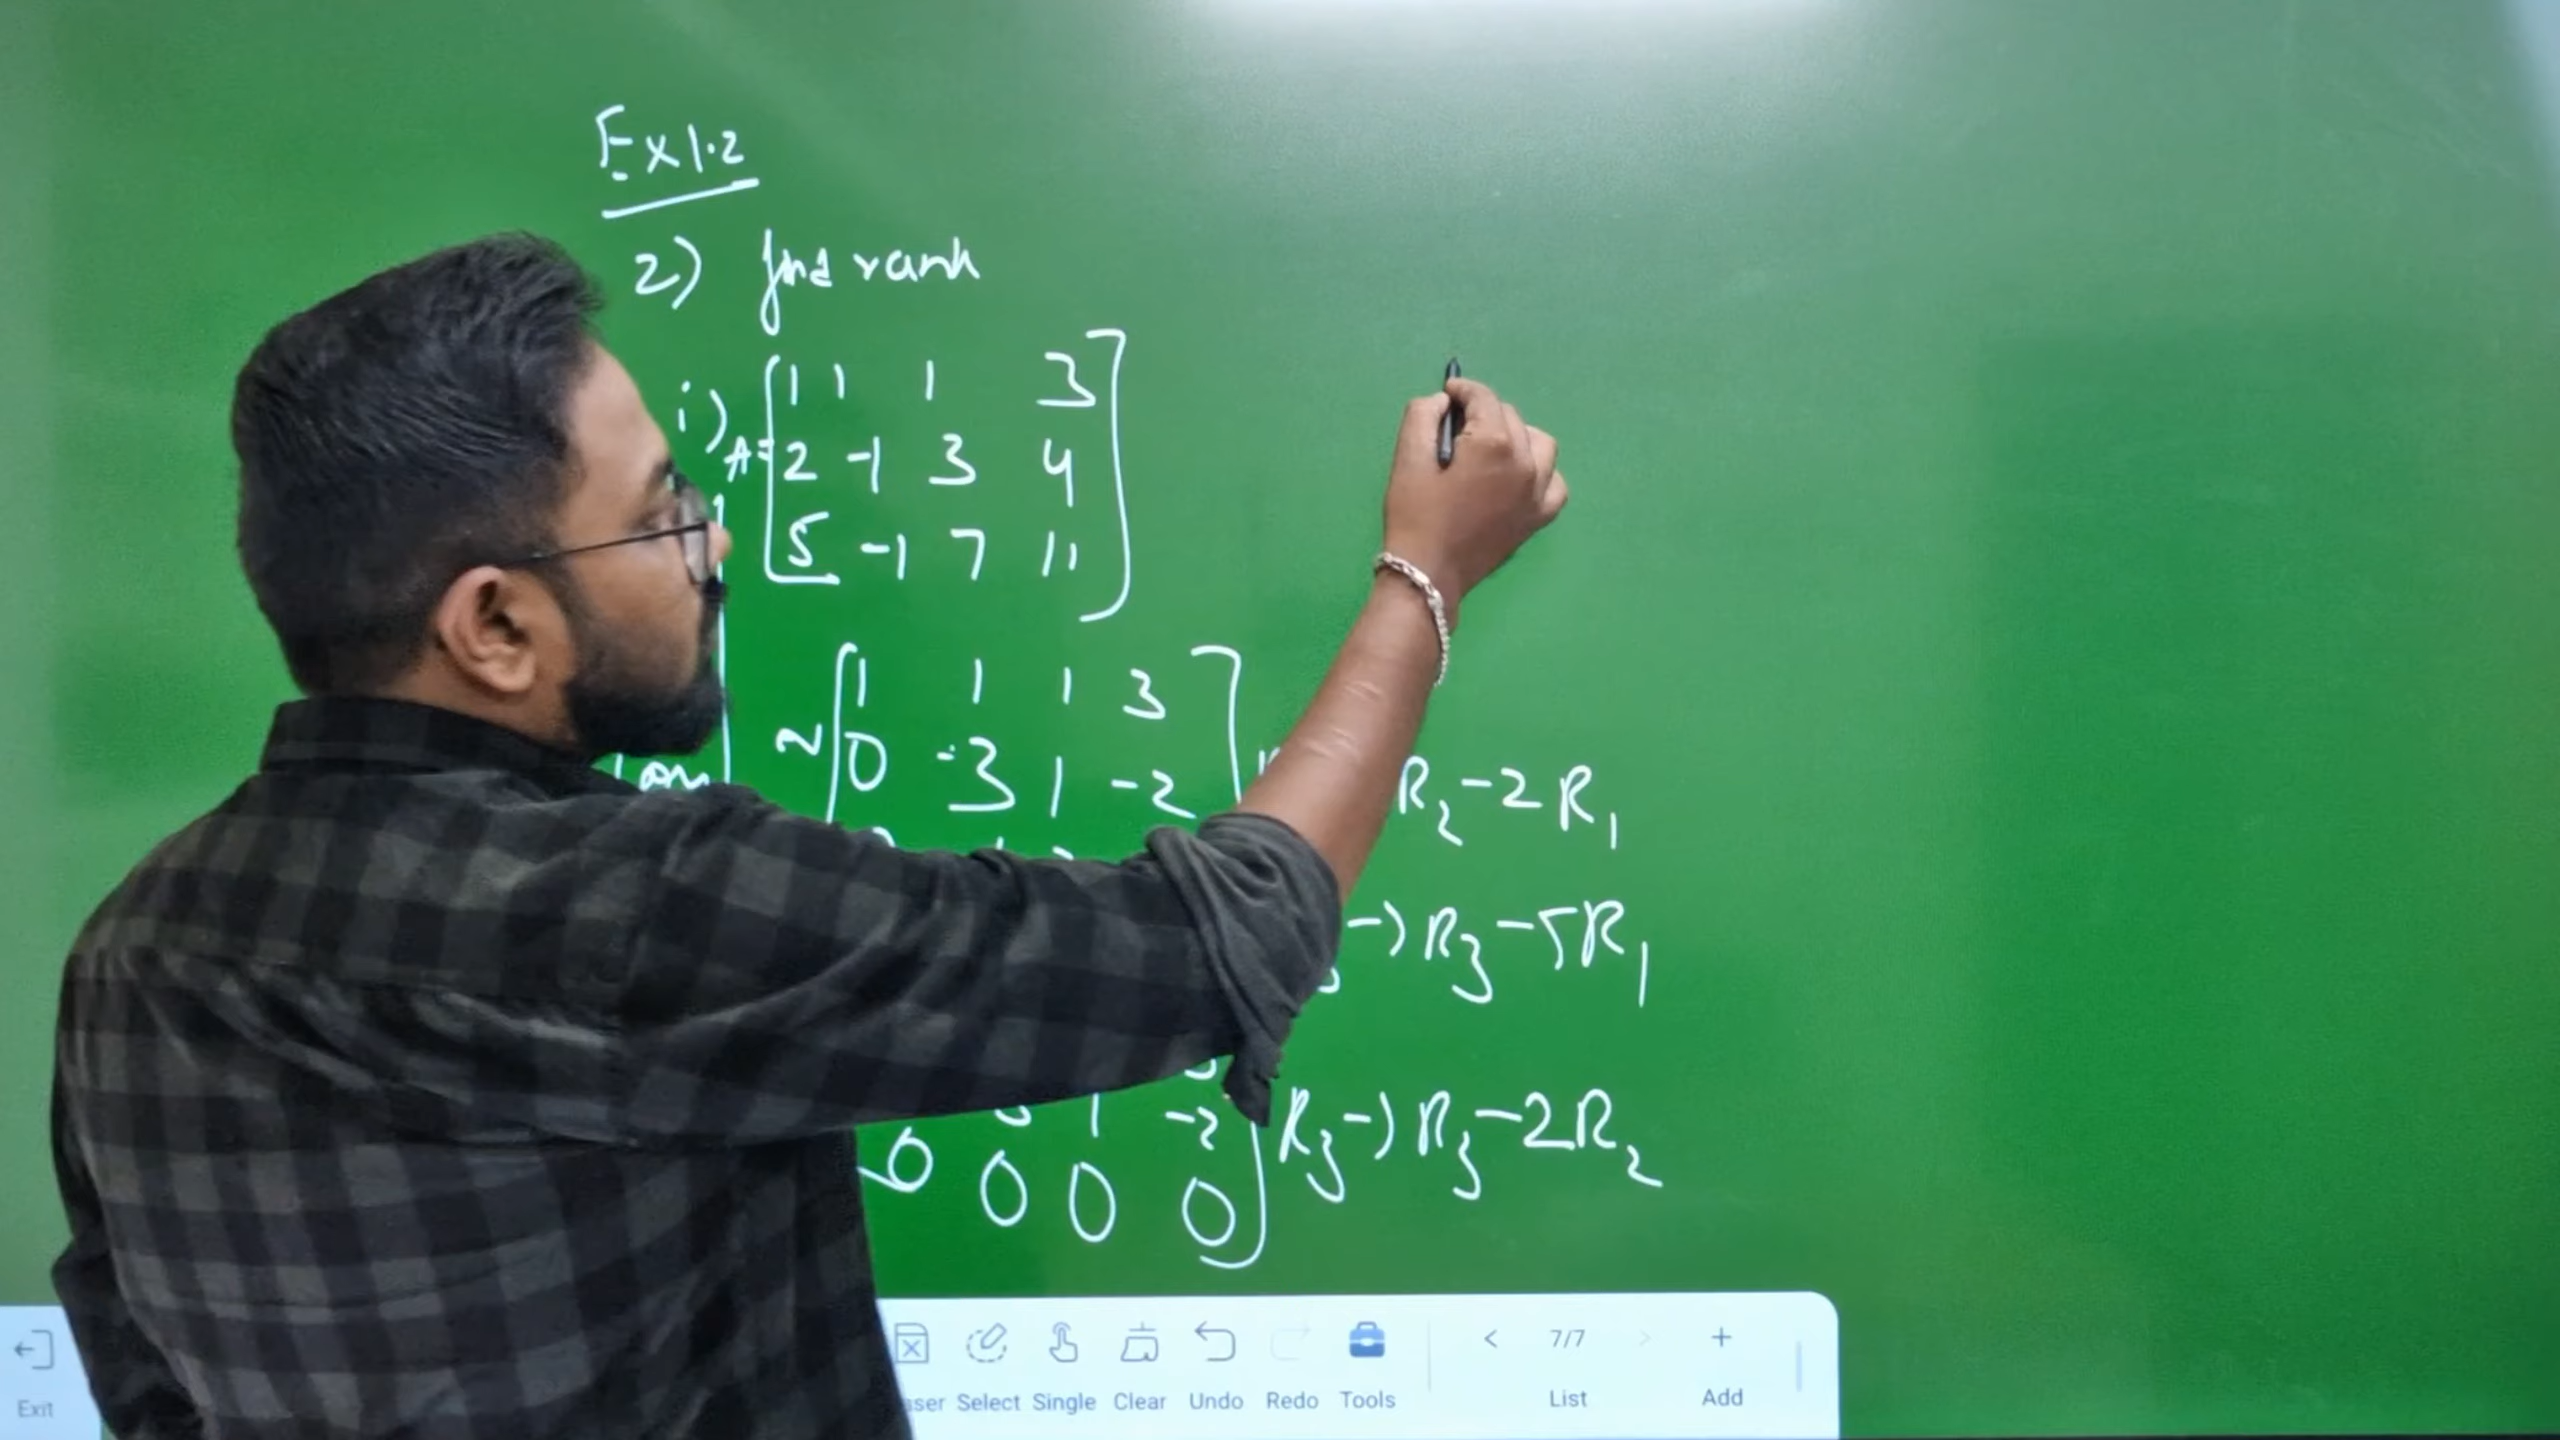 Ex 1.2
2) find rank
i) A= [1 1 1 3]
2 -1 3 4
5 -1 7 11
~ [1 1 1 3]
0 -3 1 -2 R2 -2R1
-> R3 -5R1
1 -2 R3 -> R3 -2R2
0 0 0 0
Exit Select Single Clear Undo Redo Tools < 7/7 > List + Add